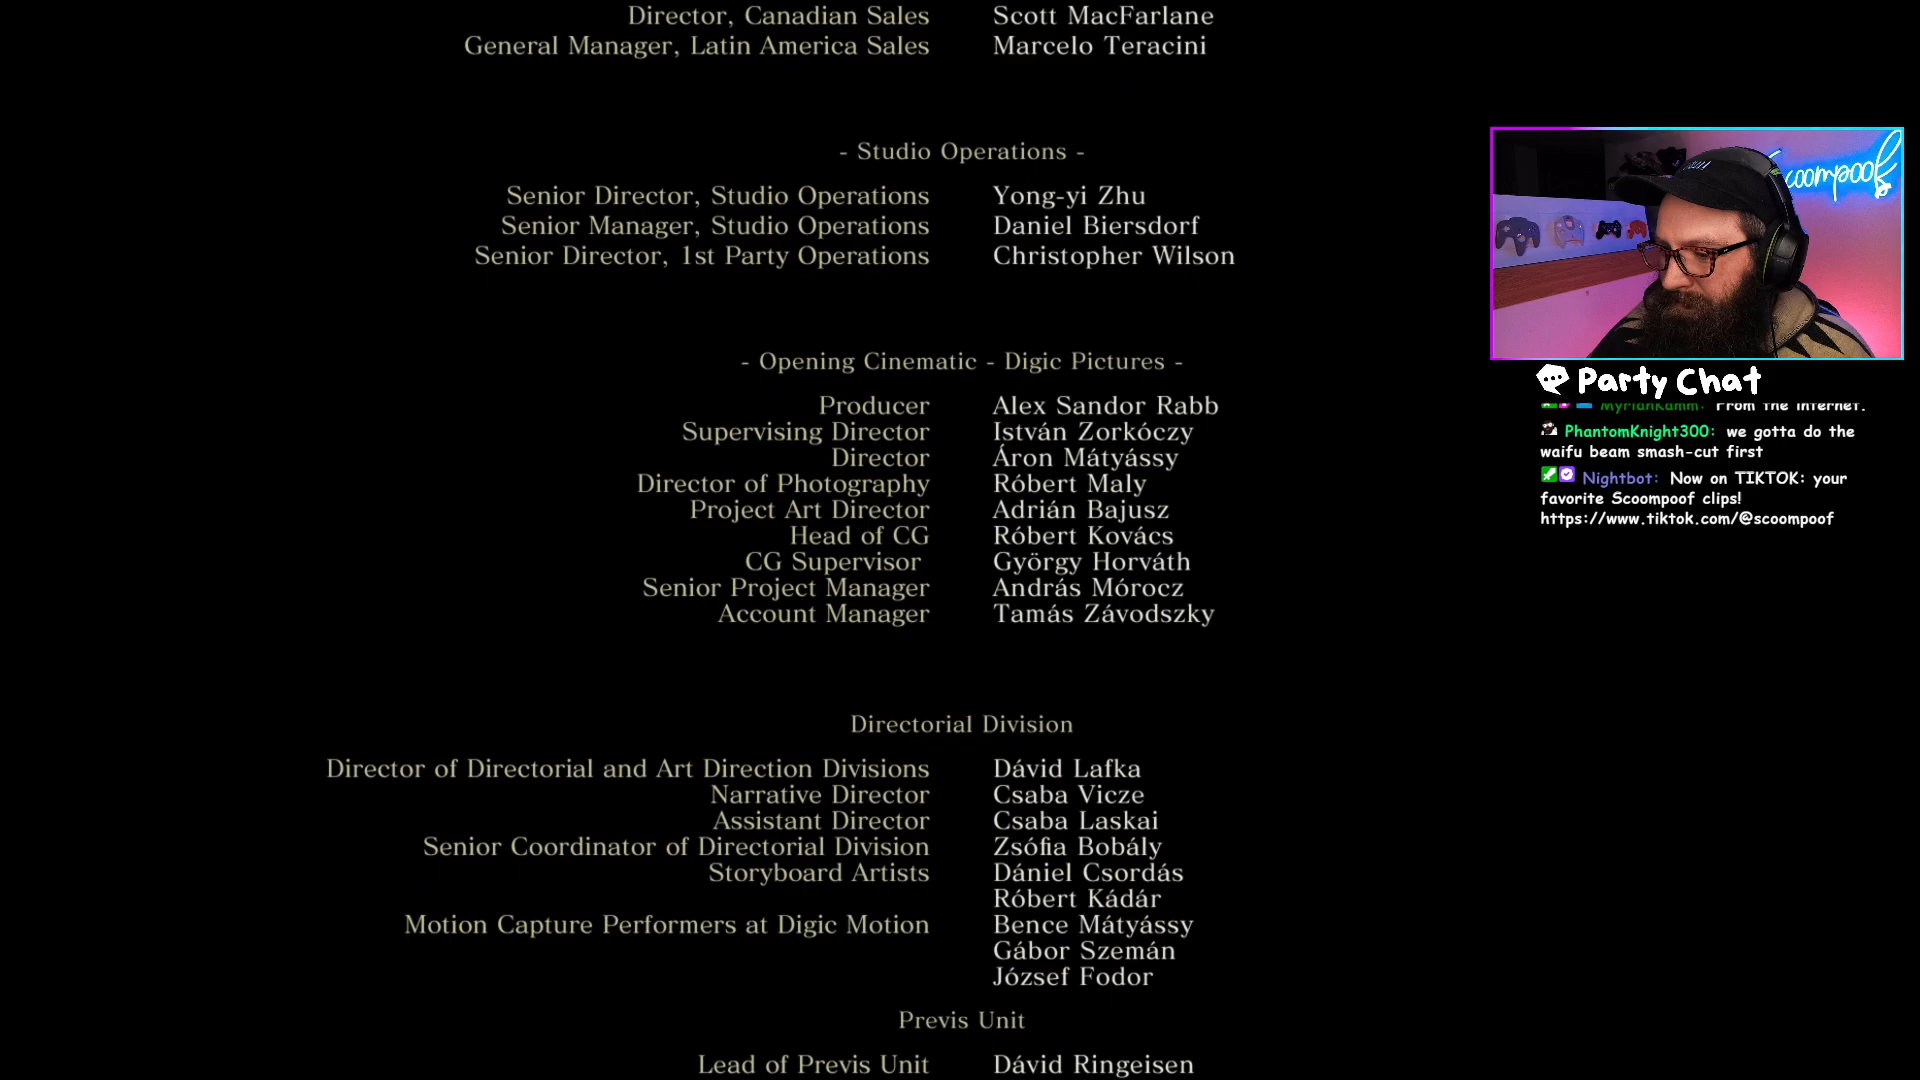 Director, Canadian Sales Scott MacFarlane
General Manager, Latin America Sales Marcelo Teracini
- Studio Operations -
Senior Director, Studio Operations Yong-yi Zhu
Senior Manager, Studio Operations Daniel Biersdorf
Senior Director, 1st Party Operations Christopher Wilson
- Opening Cinematic - Digic Pictures -
Producer Alex Sandor Rabb
Supervising Director István Zorkóczy
Director Áron Mátyássy
Director of Photography Róbert Maly
Project Art Director Adrián Bajusz
Head of CG Róbert Kovács
CG Supervisor György Horváth
Senior Project Manager András Mórocz
Account Manager Tamás Závodszky
Directorial Division
Director of Directorial and Art Direction Divisions Dávid Lafka
Narrative Director Csaba Vicze
Assistant Director Csaba Laskai
Senior Coordinator of Directorial Division Zsófia Bobály
Storyboard Artists Dániel Csordás
Róbert Kádár
Motion Capture Performers at Digic Motion Bence Mátyássy
Gábor Szemán
József Fodor
Previs Unit
Lead of Previs Unit Dávid Ringeisen
scoompoof
Party Chat
MyrianKamm: From the internet.
PhantomKnight300: we gotta do the
waifu beam smash-cut first
Nightbot: Now on TIKTOK: your
favorite Scoompoof clips!
https://www.tiktok.com/@scoompoof